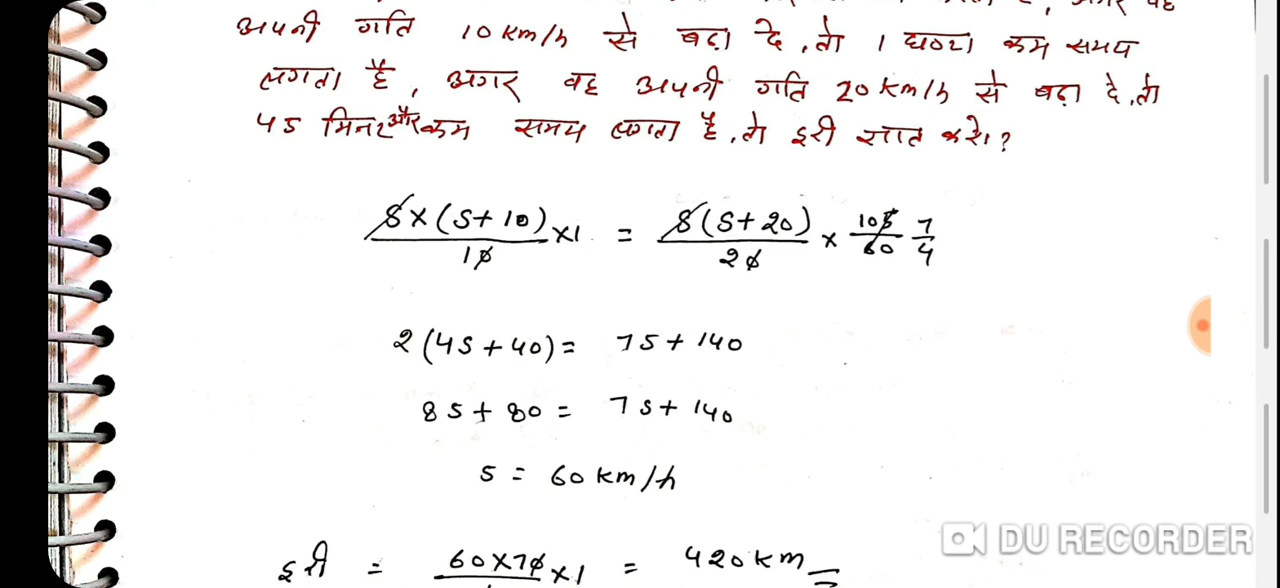 अगर वह
अपनी गति 10 km/h से बढ़ा दे, तो 1 घण्टा कम समय
लगता है, अगर वह अपनी गति 20 km/h से बढ़ा दे, तो
45 मिनट और कम समय लगता है, तो दूरी ज्ञात करो?
S × (S + 10) / 10 × 1 = S (S + 20) / 20 × 105 / 60 7 / 4
2 (4S + 40) = 7S + 140
8S + 80 = 7S + 140
S = 60 km/h
दूरी = 60 × 70 × 1 = 420 km
DU RECORDER